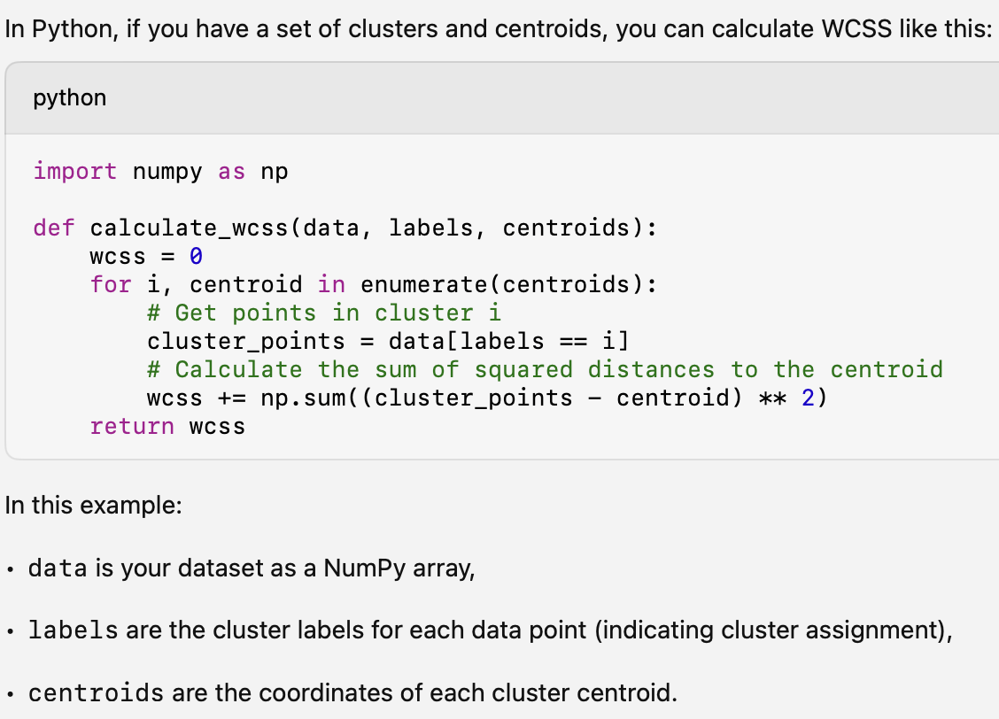 In Python, if you have a set of clusters and centroids, you can calculate WCSS like this:
python
import numpy as np
def calculate_wcss(data, labels, centroids):
    wcss = 0
    for i, centroid in enumerate(centroids):
        # Get points in cluster i
        cluster_points = data[labels == i]
        # Calculate the sum of squared distances to the centroid
        wcss += np.sum((cluster_points - centroid) ** 2)
    return wcss
In this example:
• data is your dataset as a NumPy array,
• labels are the cluster labels for each data point (indicating cluster assignment),
• centroids are the coordinates of each cluster centroid.